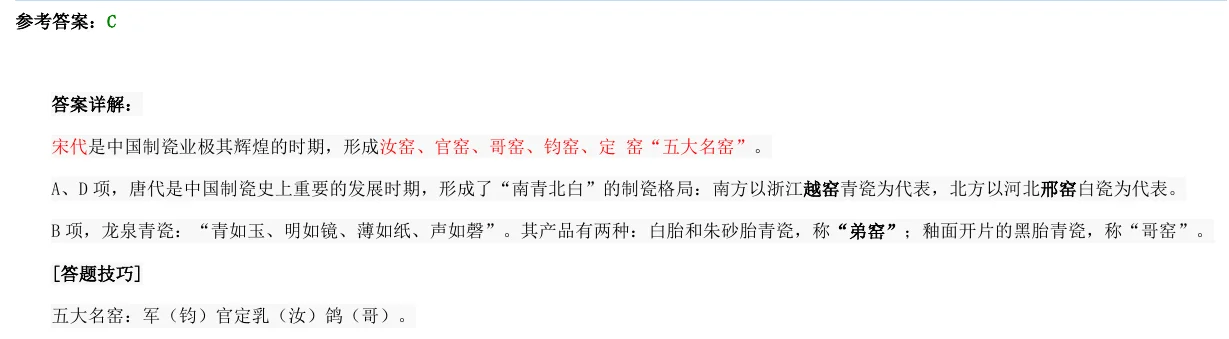 参考答案：C
答案详解：
宋代是中国制瓷业极其辉煌的时期，形成汝窑、官窑、哥窑、钧窑、定 窑“五大名窑”。
A、D 项，唐代是中国制瓷史上重要的发展时期，形成了“南青北白”的制瓷格局：南方以浙江越窑青瓷为代表，北方以河北邢窑白瓷为代表。
B 项，龙泉青瓷：“青如玉、明如镜、薄如纸、声如磬”。其产品有两种：白胎和朱砂胎青瓷，称“弟窑”；釉面开片的黑胎青瓷，称“哥窑”。
[答题技巧]
五大名窑：军（钧）官定乳（汝）鸽（哥）。